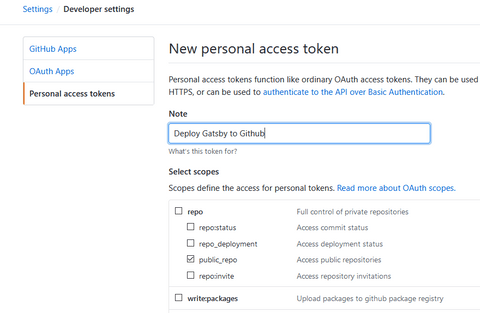 Settings / Developer settings
GitHub Apps
OAuth Apps
Personal access tokens
New personal access token
Personal access tokens function like ordinary OAuth access tokens. They can be used
HTTPS, or can be used to authenticate to the API over Basic Authentication.
Note
Deploy Gatsby to Github
What's this token for?
Select scopes
Scopes define the access for personal tokens. Read more about OAuth scopes.
repo Full control of private repositories
repo:status Access commit status
repo_deployment Access deployment status
public_repo Access public repositories
repo:invite Access repository invitations
write:packages Upload packages to github package registry